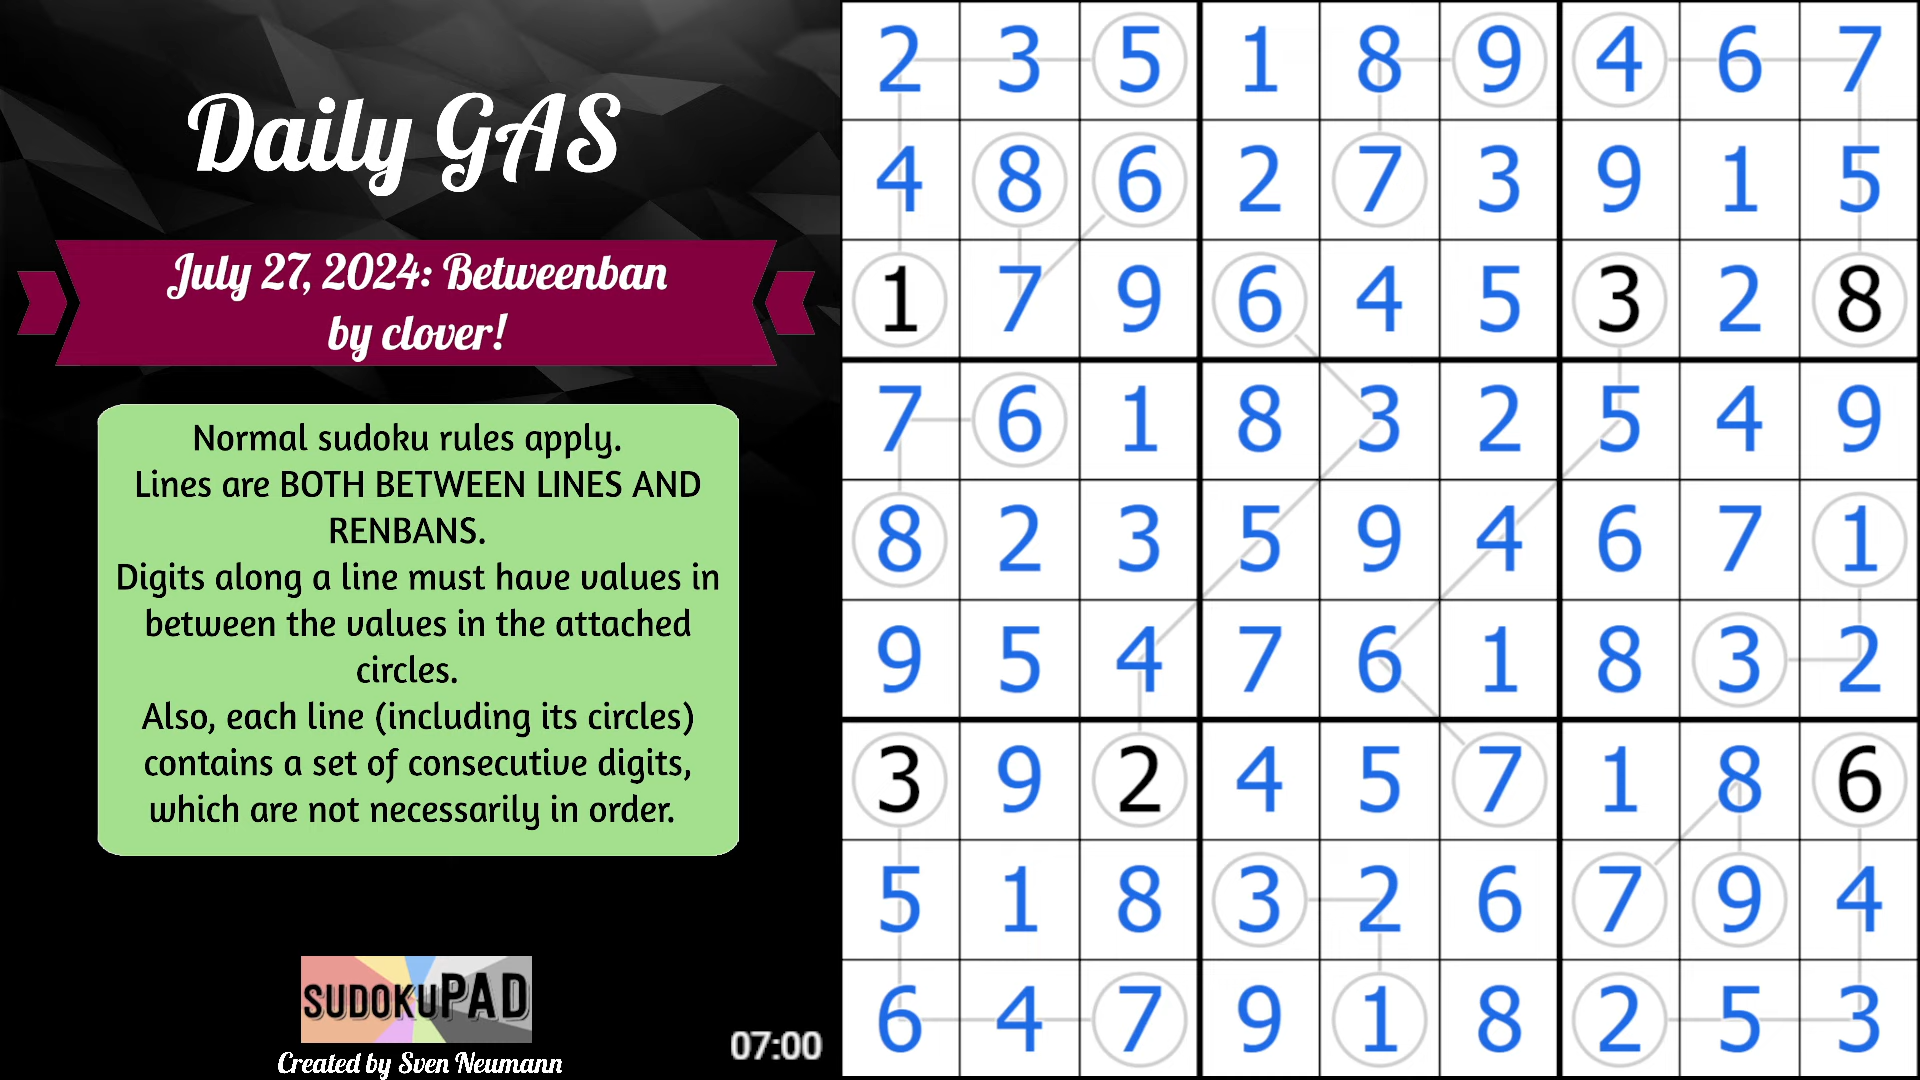 Daily GAS
July 27, 2024: Betweenban
by clover!
Normal sudoku rules apply.
Lines are BOTH BETWEEN LINES AND
RENBANS.
Digits along a line must have values in
between the values in the attached
circles.
Also, each line (including its circles)
contains a set of consecutive digits,
which are not necessarily in order.
SUDOKUPAD
Created by Sven Neumann
07:00
2 3 5 1 8 9 4 6 7
4 8 6 2 7 3 9 1 5
1 7 9 6 4 5 3 2 8
7 6 1 8 3 2 5 4 9
8 2 3 5 9 4 6 7 1
9 5 4 7 6 1 8 3 2
3 9 2 4 5 7 1 8 6
5 1 8 3 2 6 7 9 4
6 4 7 9 1 8 2 5 3